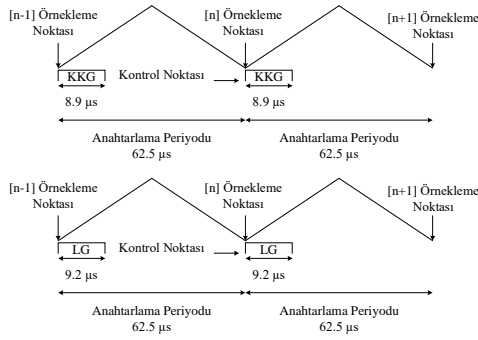 [n-1] Örnekleme Noktası
[n] Örnekleme Noktası
[n+1] Örnekleme Noktası
KKG
Kontrol Noktası
KKG
8.9 µs
8.9 µs
Anahtarlama Periyodu
62.5 µs
Anahtarlama Periyodu
62.5 µs
[n-1] Örnekleme Noktası
[n] Örnekleme Noktası
[n+1] Örnekleme Noktası
LG
Kontrol Noktası
LG
9.2 µs
9.2 µs
Anahtarlama Periyodu
62.5 µs
Anahtarlama Periyodu
62.5 µs